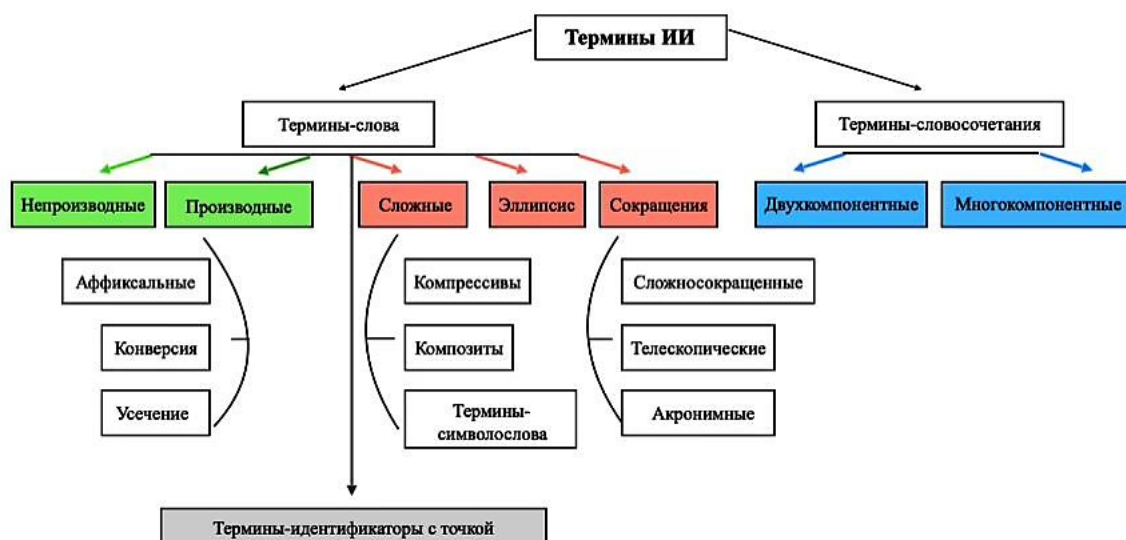 Термины ИИ
Термины-слова
Термины-словосочетания
Непроизводные
Производные
Сложные
Эллипсис
Сокращения
Двухкомпонентные
Многокомпонентные
Аффиксальные
Компрессивы
Сложносокращенные
Конверсия
Композиты
Телескопические
Усечение
Термины-
символослова
Акронимные
Термины-идентификаторы с точкой